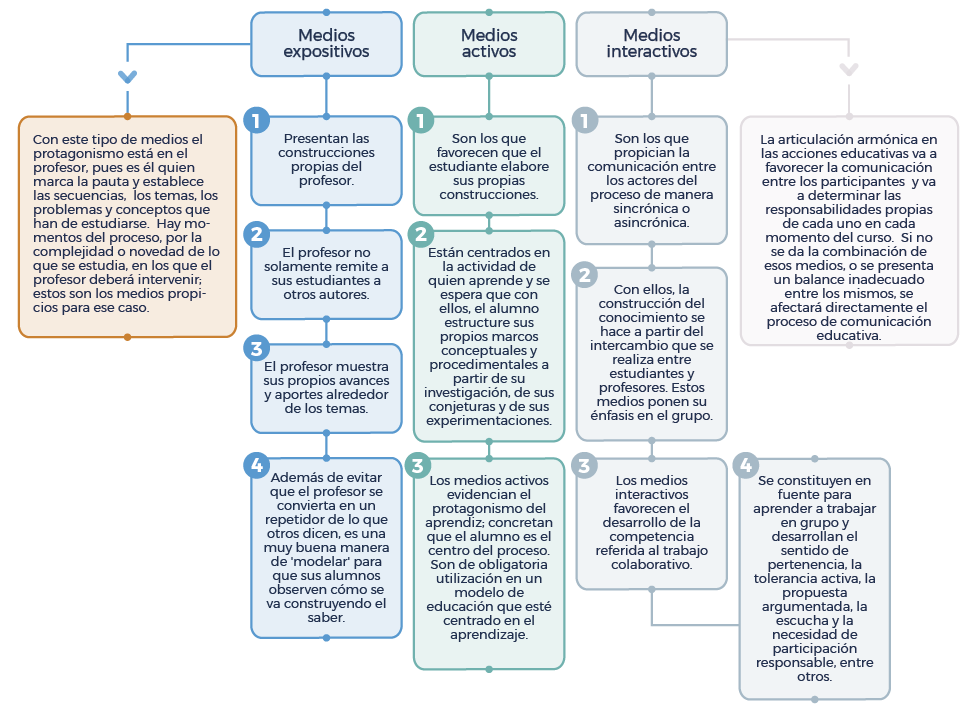 Medios
expositivos
Con este tipo de medios el
protagonismo está en el
profesor, pues es él quien
marca la pauta y establece
las secuencias,  los temas, los
problemas y conceptos que
han de estudiarse.  Hay mo-
mentos del proceso, por la
complejidad o novedad de lo
que se estudia, en los que el
profesor deberá intervenir;
estos son los medios propi-
cios para ese caso.
1
Presentan las
construcciones
propias del
profesor.
2
El profesor no
solamente remite a
sus estudiantes a
otros autores.
3
El profesor muestra
sus propios avances
y aportes alrededor
de los temas.
4
Además de evitar
que el profesor se
convierta en un
repetidor de lo que
otros dicen, es una
muy buena manera
de 'modelar' para
que sus alumnos
observen cómo se
va construyendo el
saber.
Medios
activos
1
Son los que
favorecen que el
estudiante elabore
sus propias
construcciones.
2
Están centrados en
la actividad de
quien aprende y se
espera que con
ellos, el alumno
estructure sus
propios marcos
conceptuales y
procedimentales a
partir de su
investigación, de sus
conjeturas y de sus
experimentaciones.
3
Los medios activos
evidencian el
protagonismo del
aprendiz; concretan
que el alumno es el
centro del proceso.
Son de obligatoria
utilización en un
modelo de
educación que esté
centrado en el
aprendizaje.
Medios
interactivos
1
Son los que
propician la
comunicación entre
los actores del
proceso de manera
sincrónica o
asincrónica.
2
Con ellos, la
construcción del
conocimiento se
hace a partir del
intercambio que se
realiza entre
estudiantes y
profesores. Estos
medios ponen su
énfasis en el grupo.
3
Los medios
interactivos
favorecen el
desarrollo de la
competencia
referida al trabajo
colaborativo.
4
Se constituyen en
fuente para
aprender a trabajar
en grupo y
desarrollan el
sentido de
pertenencia, la
tolerancia activa, la
propuesta
argumentada, la
escucha y la
necesidad de
participación
responsable, entre
otros.
La articulación armónica en
las acciones educativas va a
favorecer la comunicación
entre los participantes  y va
a determinar las
responsabilidades propias
de cada uno en cada
momento del curso.  Si no
se da la combinación de
esos medios, o se presenta
un balance inadecuado
entre los mismos, se
afectará directamente el
proceso de comunicación
educativa.